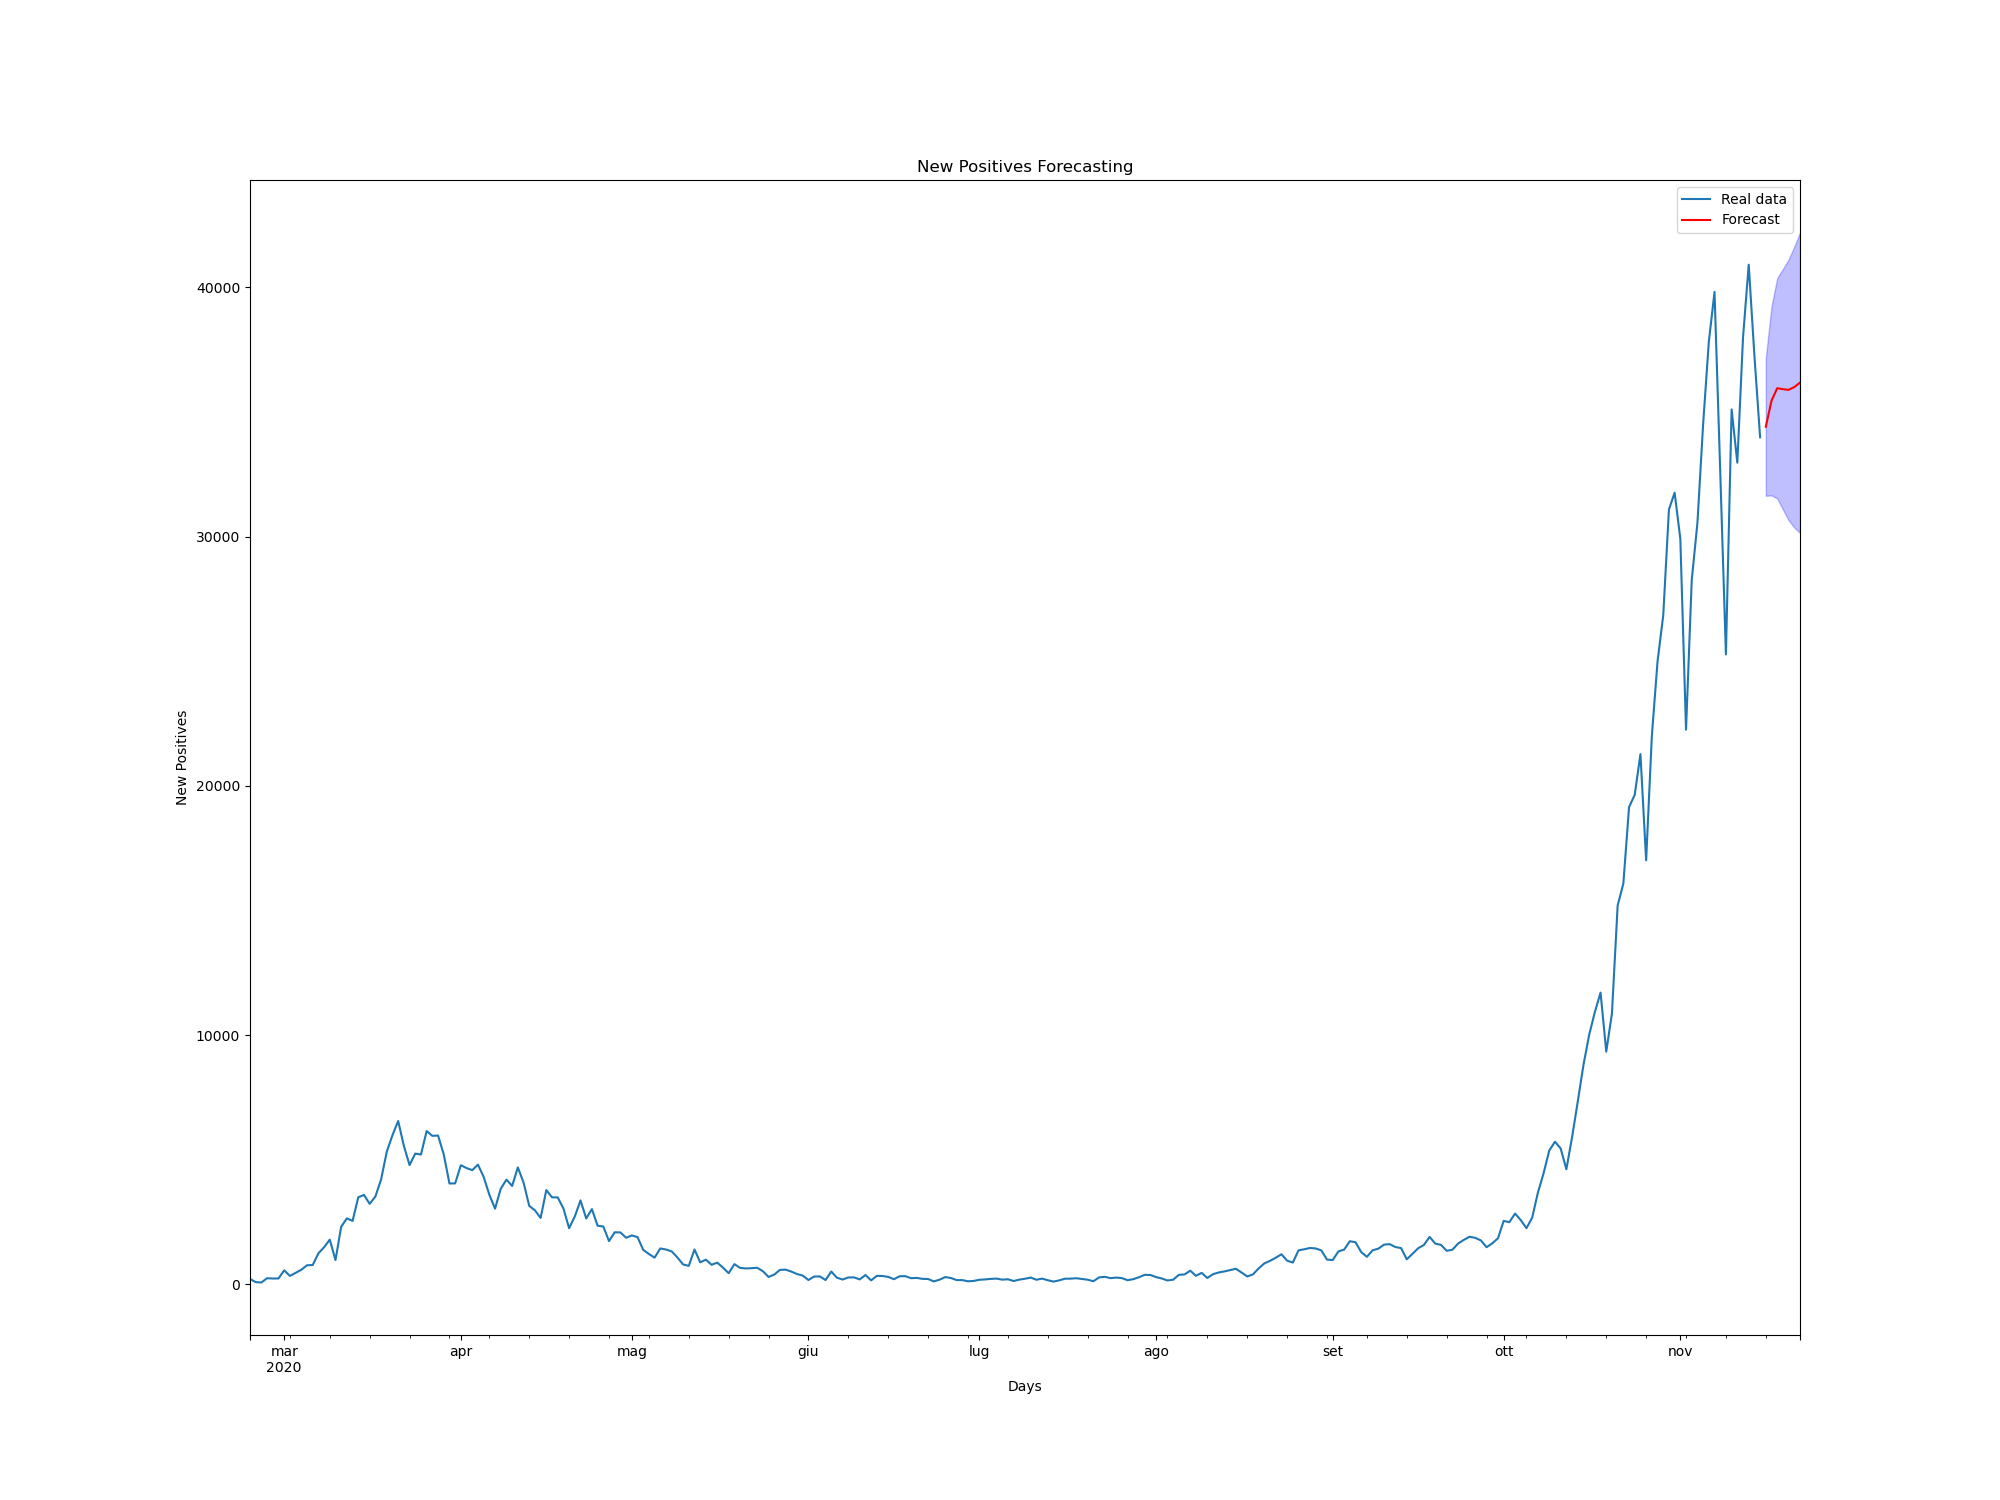 New Positives Forecasting
Real data
Forecast
40000
30000
20000
10000
0
New Positives
mar apr mag giu lug ago set ott nov
2020
Days